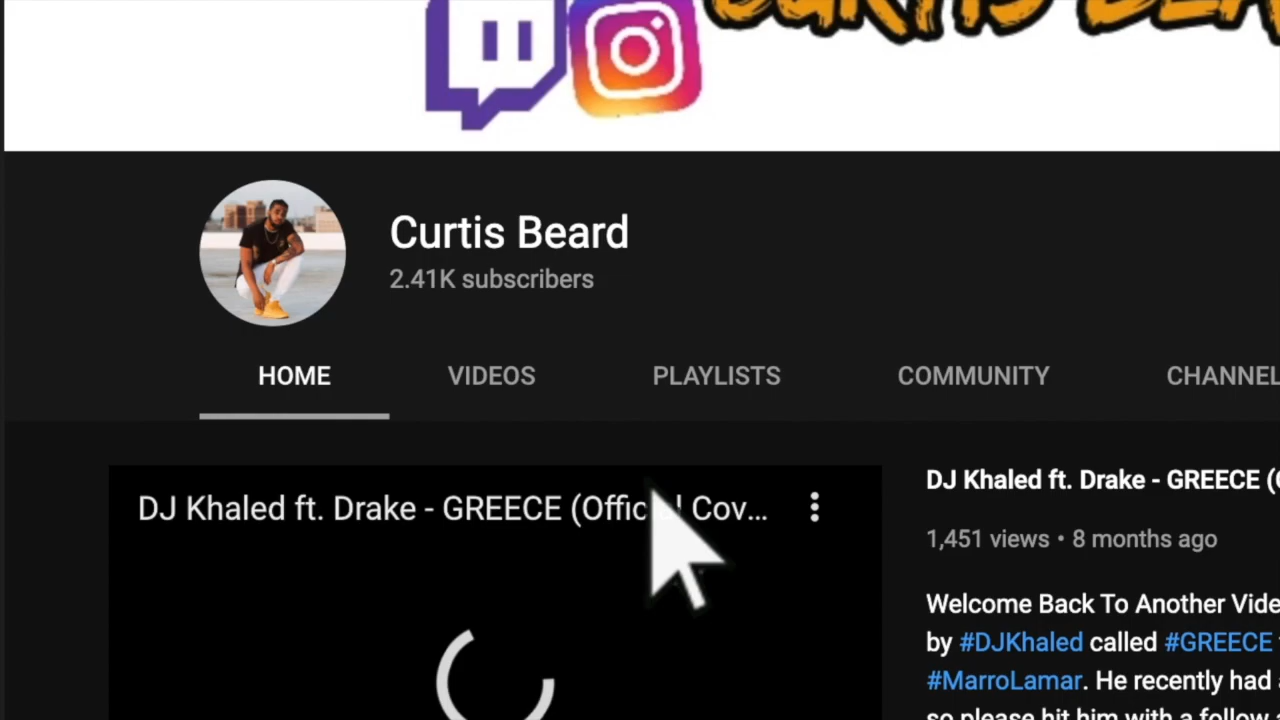 CURTIS
Curtis Beard
2.41K subscribers
HOME
VIDEOS
PLAYLISTS
COMMUNITY
CHANNEL
DJ Khaled ft. Drake - GREECE (Official Cov...
DJ Khaled ft. Drake - GREECE (
1,451 views • 8 months ago
Welcome Back To Another Vide
by #DJKhaled called #GREECE
#MarroLamar. He recently had
so please hit him with a follow